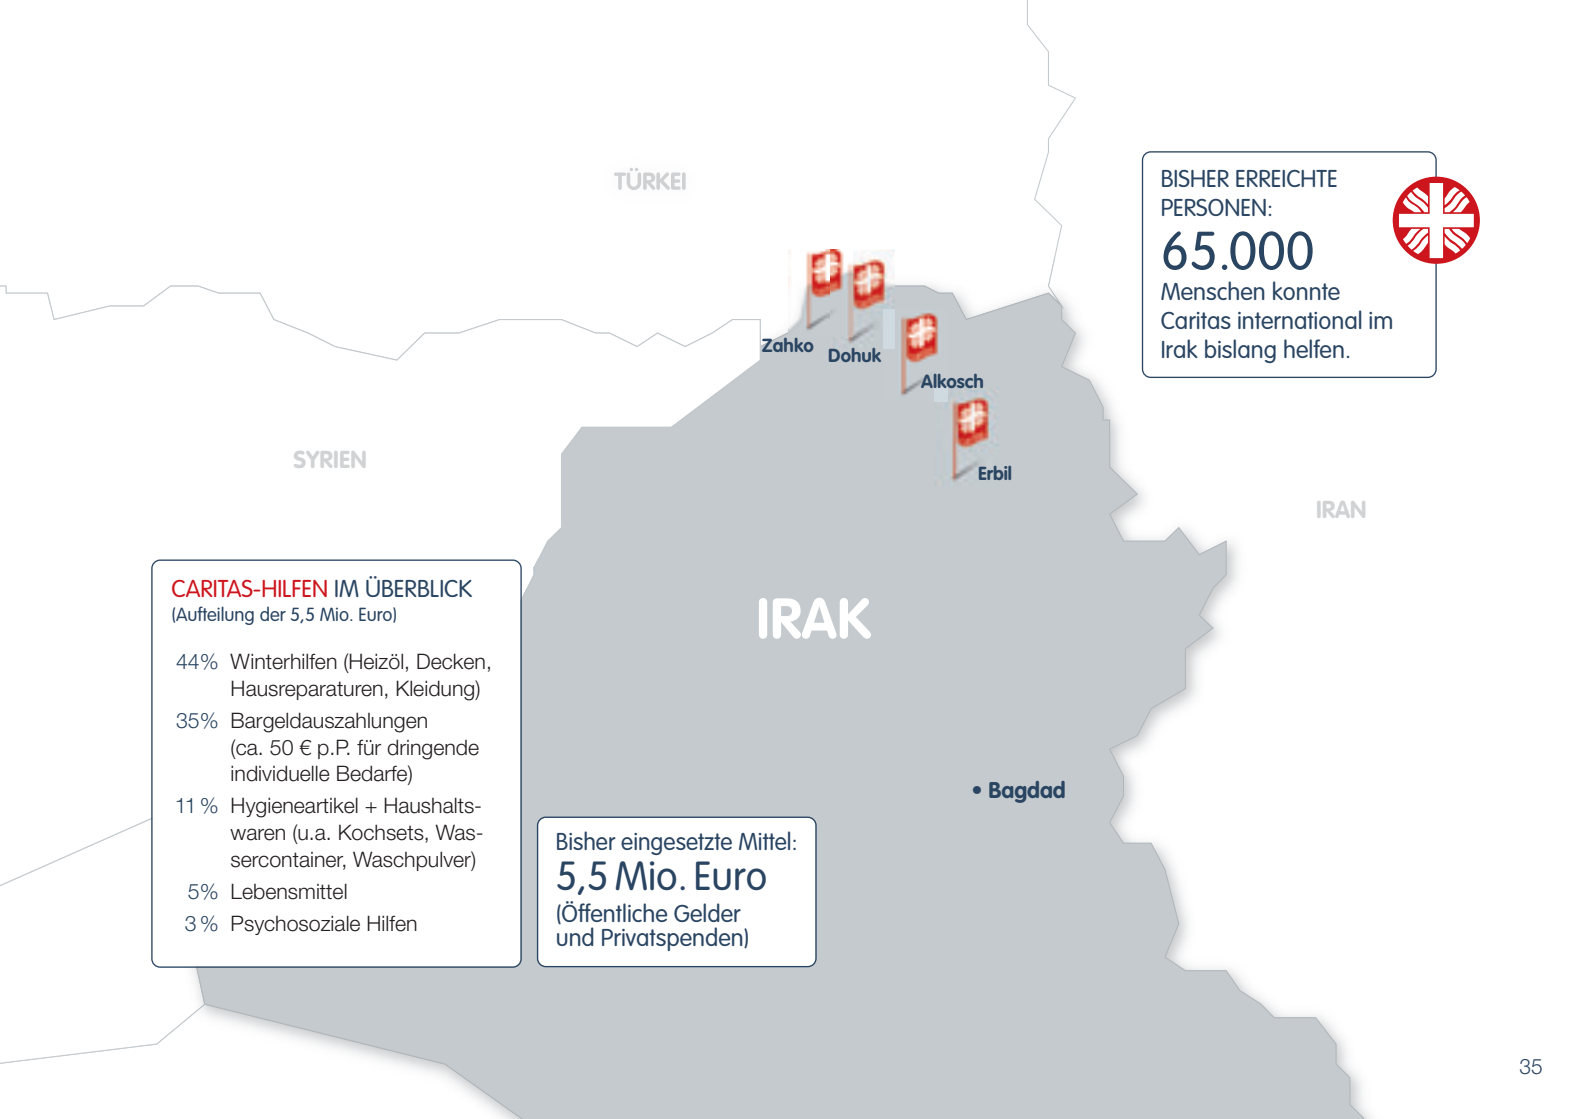 TÜRKEI
BISHER ERREICHTE
PERSONEN:
65.000
Menschen konnte
Caritas international im
Irak bislang helfen.
Zahko
Dohuk
Alkosch
Erbil
SYRIEN
IRAN
IRAK
CARITAS-HILFEN IM ÜBERBLICK
(Aufteilung der 5,5 Mio. Euro)
44% Winterhilfen (Heizöl, Decken,
Hausreparaturen, Kleidung)
35% Bargeldauszahlungen
(ca. 50 € p.P. für dringende
individuelle Bedarfe)
11 % Hygieneartikel + Haushalts-
waren (u.a. Kochsets, Was-
sercontainer, Waschpulver)
5% Lebensmittel
3 % Psychosoziale Hilfen
• Bagdad
Bisher eingesetzte Mittel:
5,5 Mio. Euro
(Öffentliche Gelder
und Privatspenden)
35